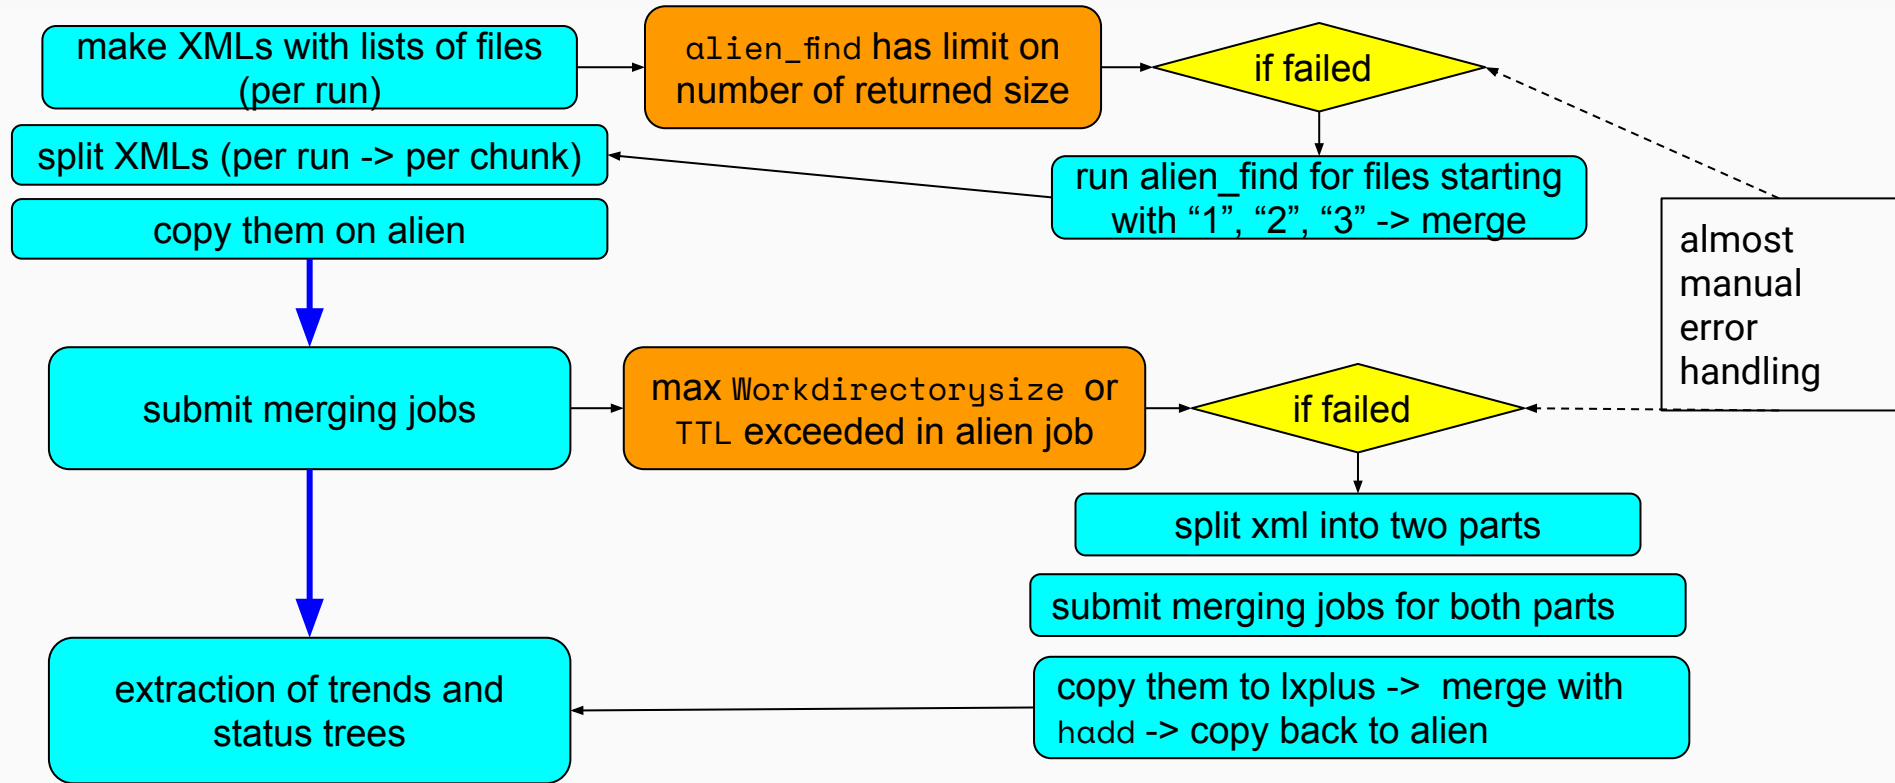 make XMLs with lists of files
(per run)
alien_find has limit on
number of returned size
if failed
split XMLs (per run -> per chunk)
run alien_find for files starting
with “1”, “2”, “3” -> merge
copy them on alien
almost
manual
error
handling
submit merging jobs
max Workdirectorysize or
TTL exceeded in alien job
if failed
split xml into two parts
submit merging jobs for both parts
extraction of trends and
status trees
copy them to lxplus -> merge with
hadd -> copy back to alien